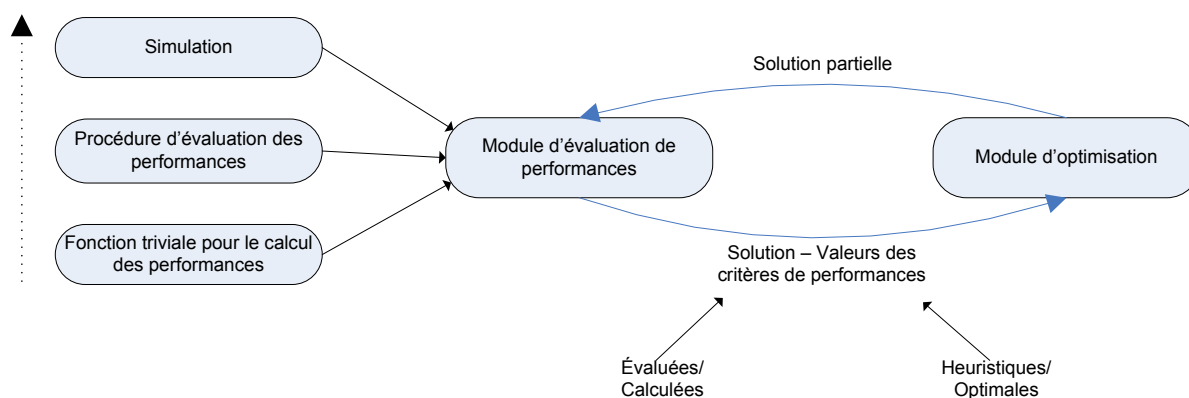 Simulation
Procédure d'évaluation des
performances
Fonction triviale pour le calcul
des performances
Module d'évaluation de
performances
Solution partielle
Module d'optimisation
Solution – Valeurs des
critères de performances
Évaluées/
Calculées
Heuristiques/
Optimales